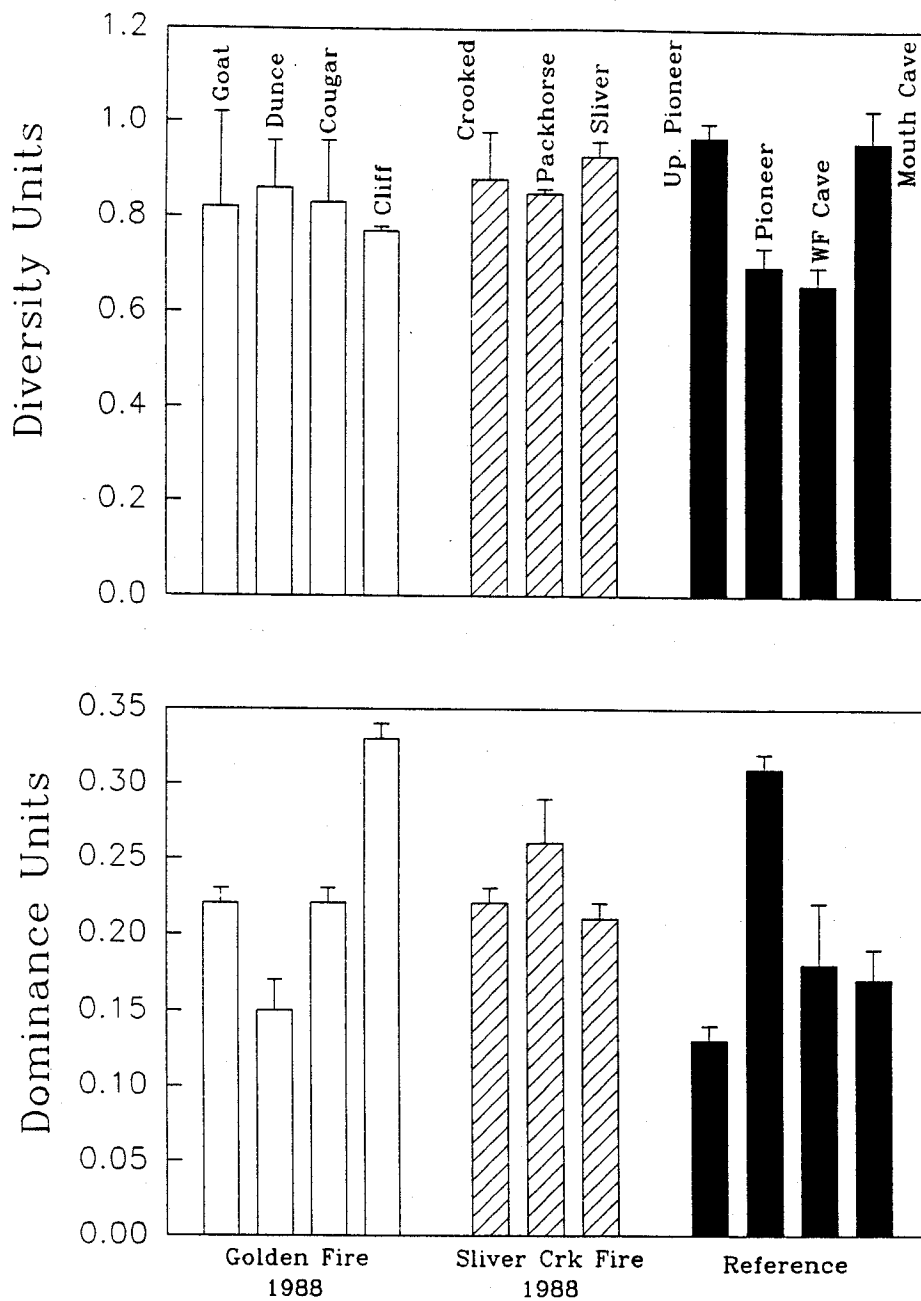 Diversity Units
1.2
1.0
0.8
0.6
0.4
0.2
0.0
Goat
Dunce
Cougar
Cliff
Crooked
Packhorse
Sliver
Up. Pioneer
Pioneer
WF Cave
Mouth Cave
Dominance Units
0.35
0.30
0.25
0.20
0.15
0.10
0.05
0.00
Golden Fire
1988
Sliver Crk Fire
1988
Reference